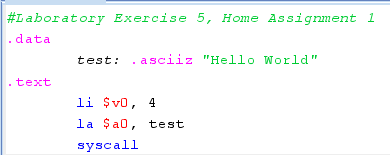 #Laboratory Exercise 5, Home Assignment 1
.data
test: .asciiz "Hello World"
.text
li $v0, 4
la $a0, test
syscall